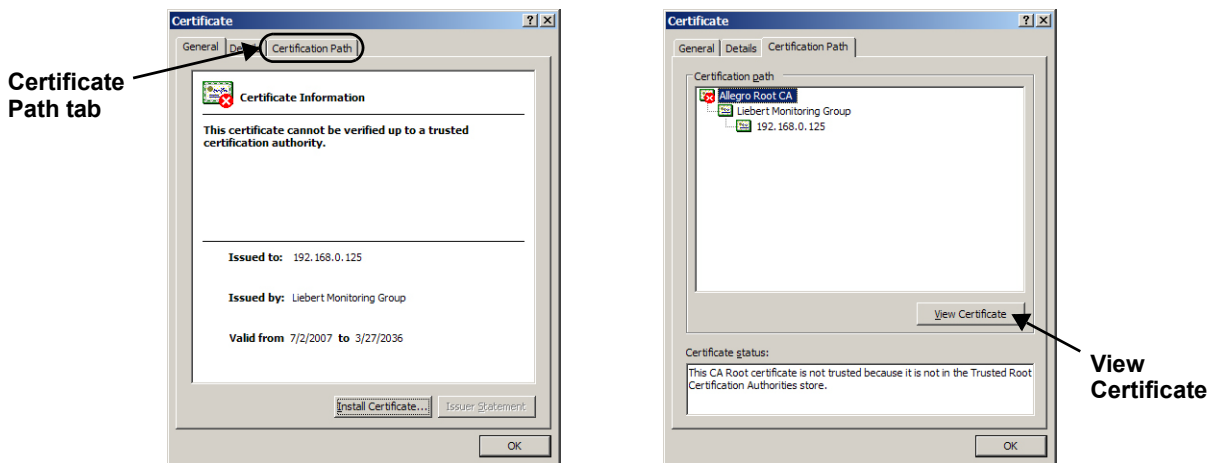 Certificate
General Details Certification Path
Certificate
Path tab
Certificate Information
This certificate cannot be verified up to a trusted
certification authority.
Issued to: 192.168.0.125
Issued by: Liebert Monitoring Group
Valid from 7/2/2007 to 3/27/2036
Install Certificate... Issuer Statement
OK
Certificate
General Details Certification Path
Certification path
Allegro Root CA
Liebert Monitoring Group
192.168.0.125
View Certificate
Certificate status:
This CA Root certificate is not trusted because it is not in the Trusted Root
Certification Authorities store.
OK
View
Certificate